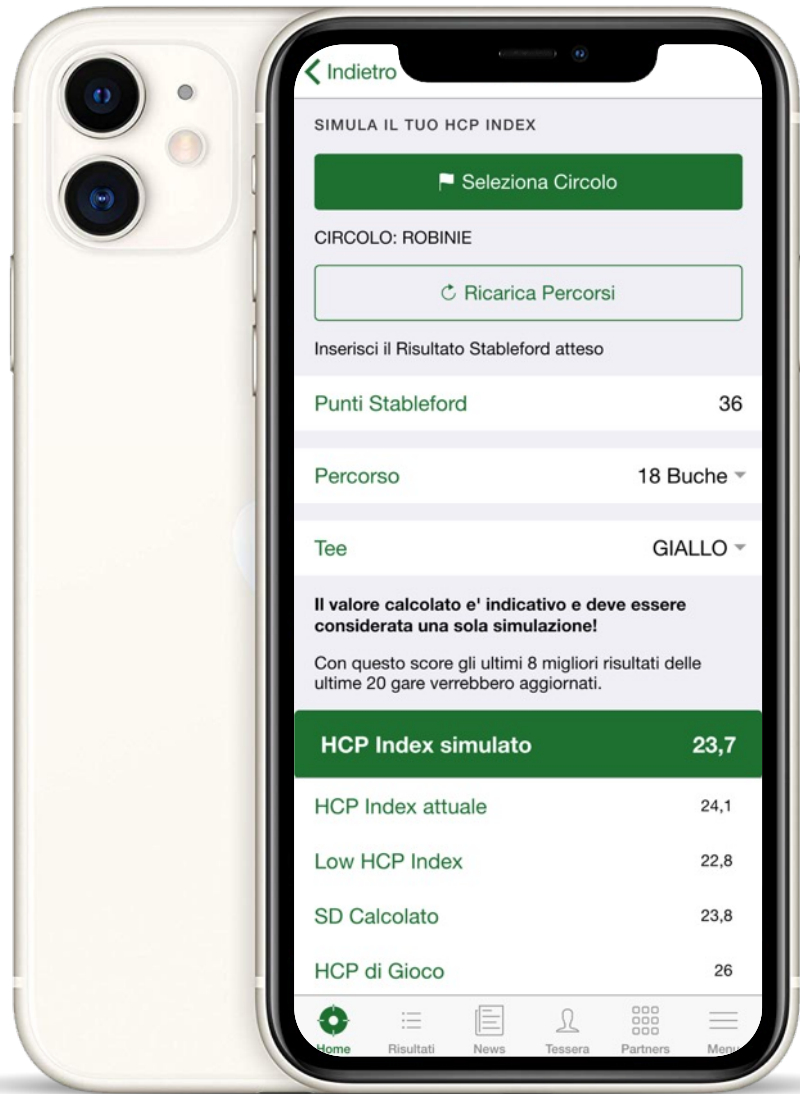 Indietro
SIMULA IL TUO HCP INDEX
Seleziona Circolo
CIRCOLO: ROBINIE
Ricarica Percorsi
Inserisci il Risultato Stableford atteso
Punti Stableford 36
Percorso 18 Buche
Tee GIALLO
Il valore calcolato e' indicativo e deve essere
considerata una sola simulazione!
Con questo score gli ultimi 8 migliori risultati delle
ultime 20 gare verrebbero aggiornati.
HCP Index simulato 23,7
HCP Index attuale 24,1
Low HCP Index 22,8
SD Calcolato 23,8
HCP di Gioco 26
Home Risultati News Tessera Partners Menu